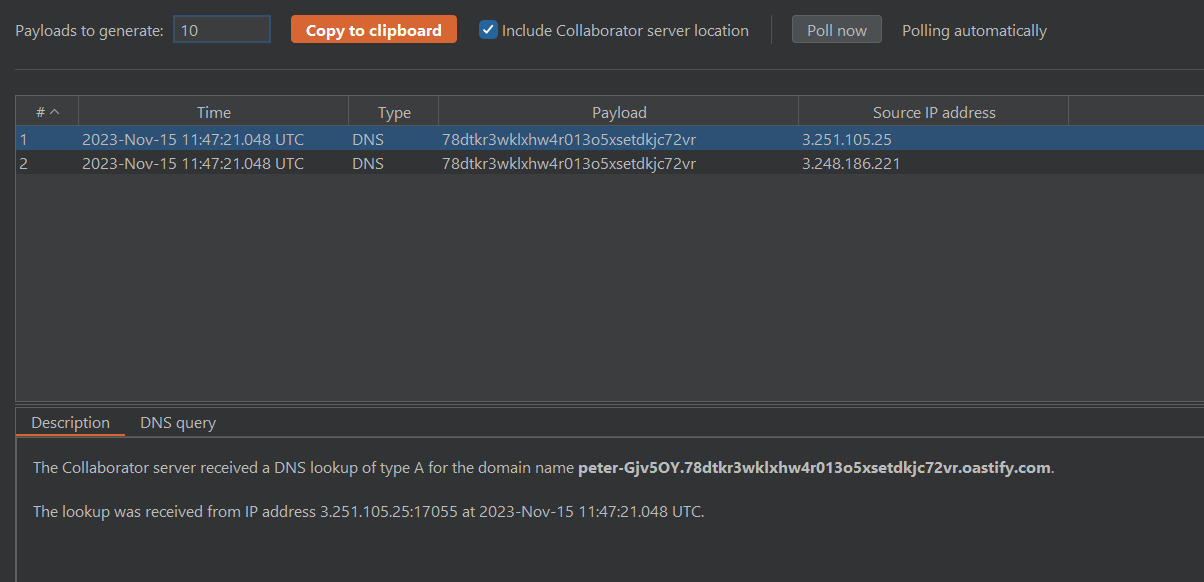 Payloads to generate: 10 Copy to clipboard Include Collaborator server location Poll now Polling automatically
# Time Type Payload Source IP address
1 2023-Nov-15 11:47:21.048 UTC DNS 78dtkr3wklxhw4r013o5xsetdkjc72vr 3.251.105.25
2 2023-Nov-15 11:47:21.048 UTC DNS 78dtkr3wklxhw4r013o5xsetdkjc72vr 3.248.186.221
Description DNS query
The Collaborator server received a DNS lookup of type A for the domain name peter-Gjv5OY.78dtkr3wklxhw4r013o5xsetdkjc72vr.oastify.com.
The lookup was received from IP address 3.251.105.25:17055 at 2023-Nov-15 11:47:21.048 UTC.